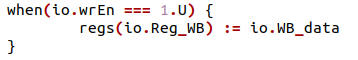 when(io.wrEn === 1.U) {
        regs(io.Reg_WB) := io.WB_data
}